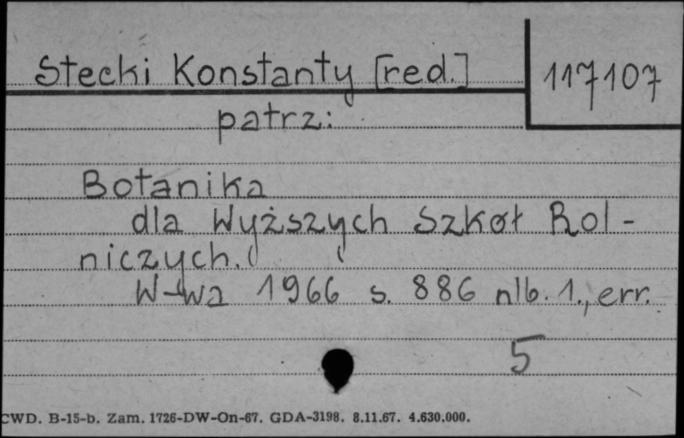 Stecki Konstanty [red.]
117107
patrz:
Botanika
dla Wyższych Szkół Rol-
niczych.
W-wa 1966 s. 886 nlb. 1., err.
5
CWD. B-15-b. Zam. 1726-DW-On-67. GDA-3198. 8.11.67. 4.630.000.